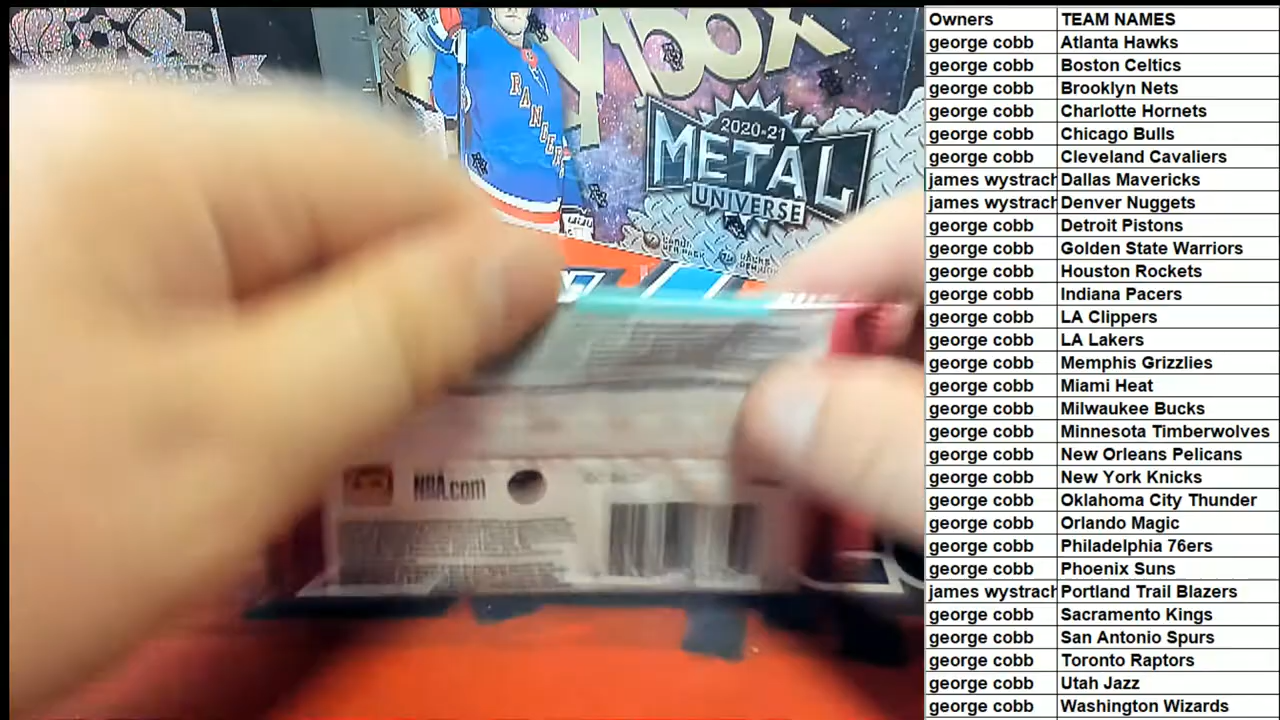 YBOX
RANGERS
2020-21
METAL
UNIVERSE
NBA.com
Owners TEAM NAMES
george cobb Atlanta Hawks
george cobb Boston Celtics
george cobb Brooklyn Nets
george cobb Charlotte Hornets
george cobb Chicago Bulls
george cobb Cleveland Cavaliers
james wystrach Dallas Mavericks
james wystrach Denver Nuggets
george cobb Detroit Pistons
george cobb Golden State Warriors
george cobb Houston Rockets
george cobb Indiana Pacers
george cobb LA Clippers
george cobb LA Lakers
george cobb Memphis Grizzlies
george cobb Miami Heat
george cobb Milwaukee Bucks
george cobb Minnesota Timberwolves
george cobb New Orleans Pelicans
george cobb New York Knicks
george cobb Oklahoma City Thunder
george cobb Orlando Magic
george cobb Philadelphia 76ers
george cobb Phoenix Suns
james wystrach Portland Trail Blazers
george cobb Sacramento Kings
george cobb San Antonio Spurs
george cobb Toronto Raptors
george cobb Utah Jazz
george cobb Washington Wizards